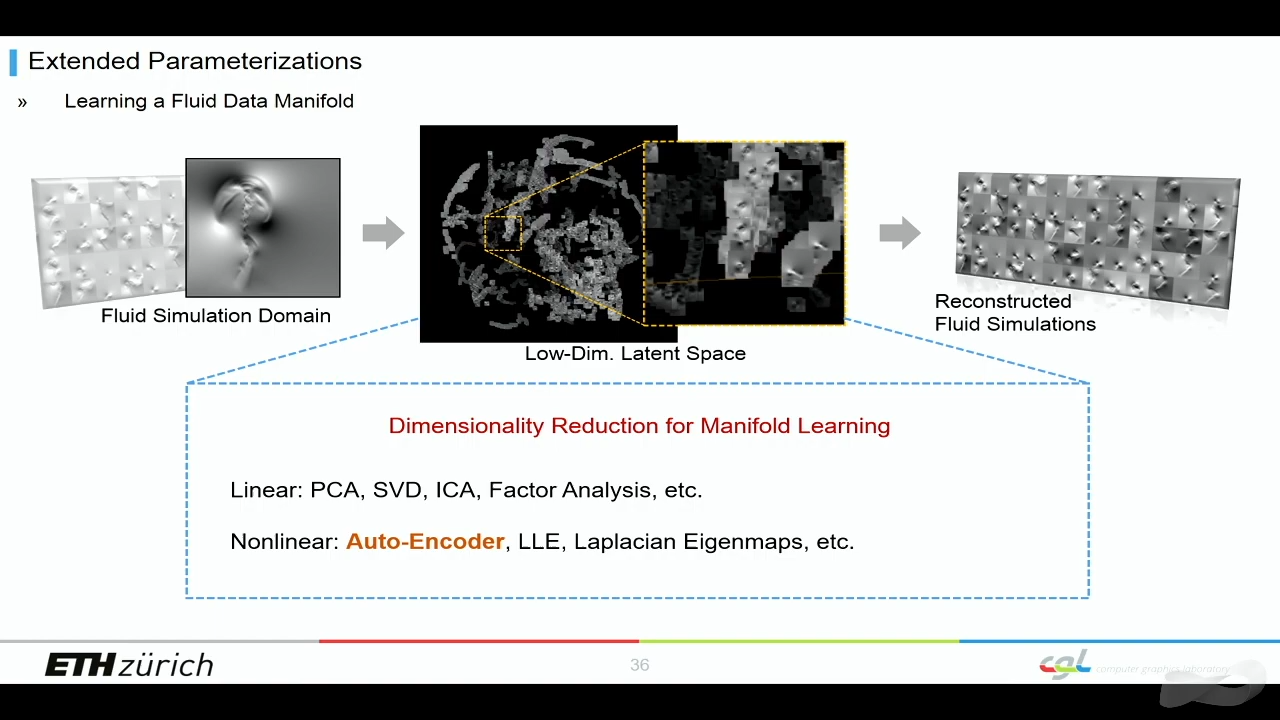 Extended Parameterizations
» Learning a Fluid Data Manifold
Fluid Simulation Domain
Low-Dim. Latent Space
Reconstructed
Fluid Simulations
Dimensionality Reduction for Manifold Learning
Linear: PCA, SVD, ICA, Factor Analysis, etc.
Nonlinear: Auto-Encoder, LLE, Laplacian Eigenmaps, etc.
ETH zürich
36
cgl computer graphics laboratory